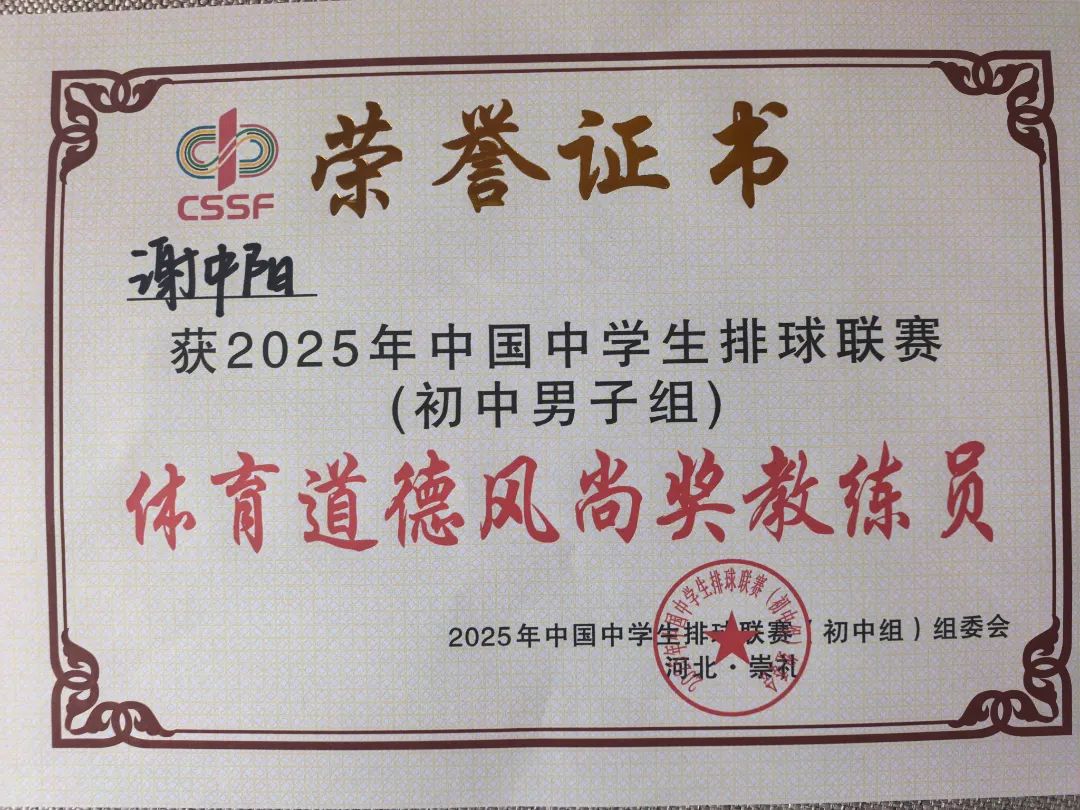 荣誉证书
CSSF
谢中阳
获2025年中国中学生排球联赛
(初中男子组)
体育道德风尚奖教练员
2025年中国中学生排球联赛（初中组）组委会
河北·崇礼